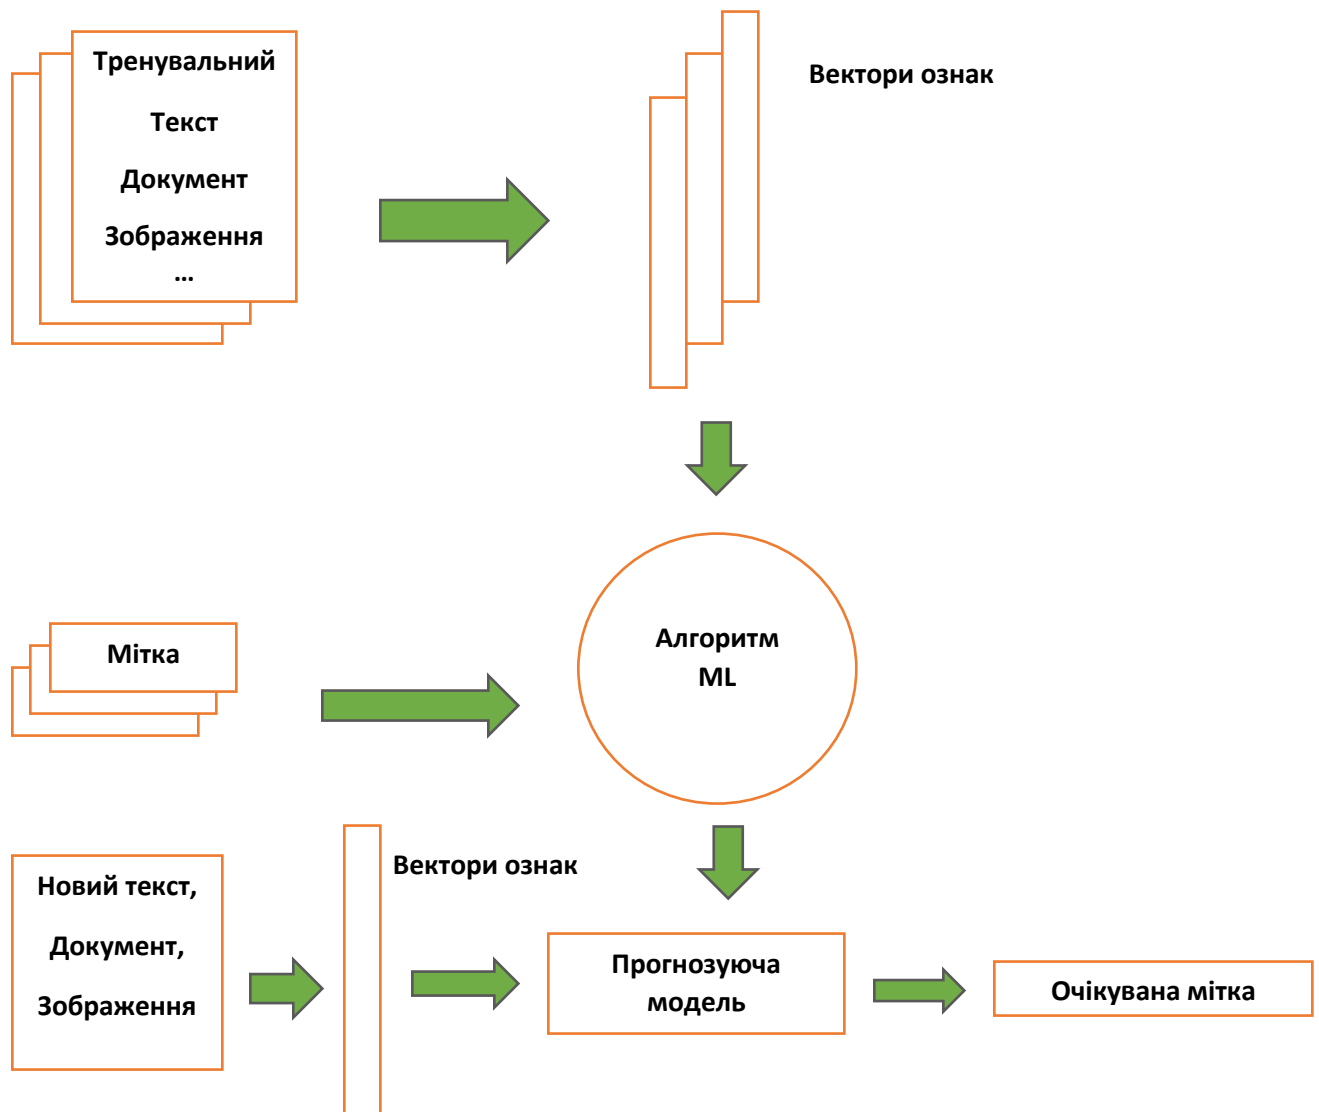 Тренувальний
Текст
Документ
Зображення
...
Вектори ознак
Мітка
Алгоритм
ML
Новий текст,
Документ,
Зображення
Вектори ознак
Прогнозуюча
модель
Очікувана мітка